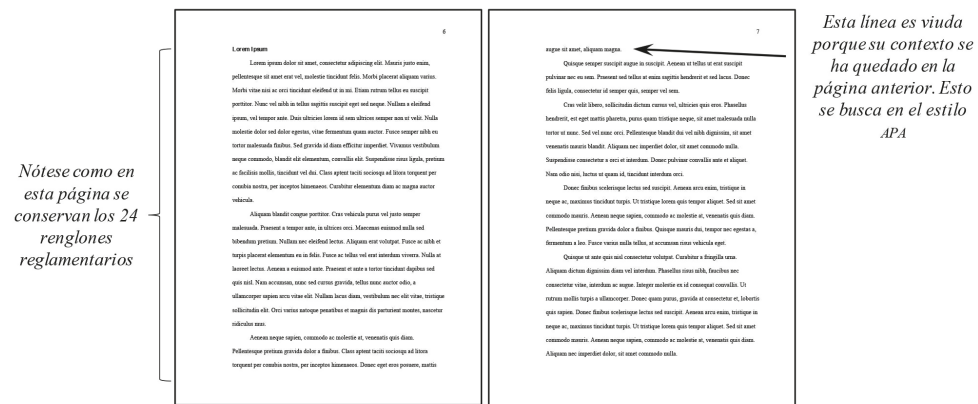 Nótese como en
esta página se
conservan los 24
renglones
reglamentarios
6
Lorem Ipsum
Lorem ipsum dolor sit amet, consectetur adipiscing elit. Mauris justo enim,
pellentesque sit amet erat vel, molestie tincidunt felis. Morbi placerat aliquam varius.
Morbi vitae nisi ac orci tincidunt eleifend ut in mi. Etiam rutrum tellus eu suscipit
porttitor. Nunc vel nibh in tellus sagittis suscipit eget sed neque. Nullam a eleifend
ipsum, vel tempor ante. Duis ultricies lorem id sem ultrices semper non ut velit. Nulla
molestie dolor sed dolor egestas, vitae fermentum quam auctor. Fusce semper nibh eu
tortor malesuada finibus. Sed gravida id diam efficitur imperdiet. Vivamus vestibulum
neque commodo, blandit elit elementum, convallis elit. Suspendisse risus ligula, pretium
ac facilisis mollis, tincidunt vel dui. Class aptent taciti sociosqu ad litora torquent per
conubia nostra, per inceptos himenaeos. Curabitur elementum diam ac magna auctor
vehicula.
Aliquam blandit congue porttitor. Cras vehicula purus vel justo semper
malesuada. Praesent a tempor ante, in ultrices orci. Maecenas euismod nulla sed
bibendum pretium. Nullam nec eleifend lectus. Aliquam erat volutpat. Fusce ac nibh et
turpis placerat elementum eu in felis. Fusce ac tellus vel erat interdum viverra. Nulla at
laoreet lectus. Aenean a euismod ante. Praesent et ante a tortor tincidunt dapibus sed
quis nisl. Nam accumsan, nunc sed cursus gravida, tellus nunc auctor odio, a
ullamcorper sapien arcu vitae elit. Nullam lacus diam, vestibulum nec elit vitae, tristique
sollicitudin elit. Orci varius natoque penatibus et magnis dis parturient montes, nascetur
ridiculus mus.
Aenean neque sapien, commodo ac molestie at, venenatis quis diam.
Pellentesque pretium gravida dolor a finibus. Class aptent taciti sociosqu ad litora
torquent per conubia nostra, per inceptos himenaeos. Donec eget eros posuere, mattis
7
augue sit amet, aliquam magna.
Quisque semper suscipit augue in suscipit. Aenean ut tellus ut erat suscipit
pulvinar nec eu sem. Praesent sed tellus at enim sagittis hendrerit et sed lacus. Donec
felis ligula, consectetur id semper quis, semper vel sem.
Cras velit libero, sollicitudin dictum cursus vel, ultricies quis eros. Phasellus
hendrerit, est eget mattis pharetra, purus quam tristique neque, sit amet malesuada nulla
tortor ut nunc. Sed vel nunc orci. Pellentesque blandit dui vel nibh dignissim, sit amet
venenatis mauris blandit. Aliquam nec imperdiet dolor, sit amet commodo nulla.
Suspendisse consectetur a orci et interdum. Donec pulvinar convallis ante et aliquet.
Nam odio nisi, luctus ut quam id, tincidunt interdum orci.
Donec finibus scelerisque lectus sed suscipit. Aenean arcu enim, tristique in
neque ac, maximus tincidunt turpis. Ut tristique lorem quis tempor aliquet. Sed sit amet
commodo mauris. Aenean neque sapien, commodo ac molestie at, venenatis quis diam.
Pellentesque pretium gravida dolor a finibus. Quisque mauris dui, tempor nec egestas a,
fermentum a leo. Fusce varius nulla tellus, at accumsan risus vehicula eget.
Quisque ut ante quis nisl consectetur volutpat. Curabitur a fringilla urna.
Aliquam dictum dignissim diam vel interdum. Phasellus risus nibh, faucibus nec
consectetur vitae, interdum ac augue. Integer molestie ex id consequat convallis. Ut
rutrum mollis turpis a ullamcorper. Donec quam purus, gravida at consectetur et, lobortis
quis sapien. Donec finibus scelerisque lectus sed suscipit. Aenean arcu enim, tristique in
neque ac, maximus tincidunt turpis. Ut tristique lorem quis tempor aliquet. Sed sit amet
commodo mauris. Aenean neque sapien, commodo ac molestie at, venenatis quis diam.
Aliquam nec imperdiet dolor, sit amet commodo nulla.
Esta línea es viuda
porque su contexto se
ha quedado en la
página anterior. Esto
se busca en el estilo
APA